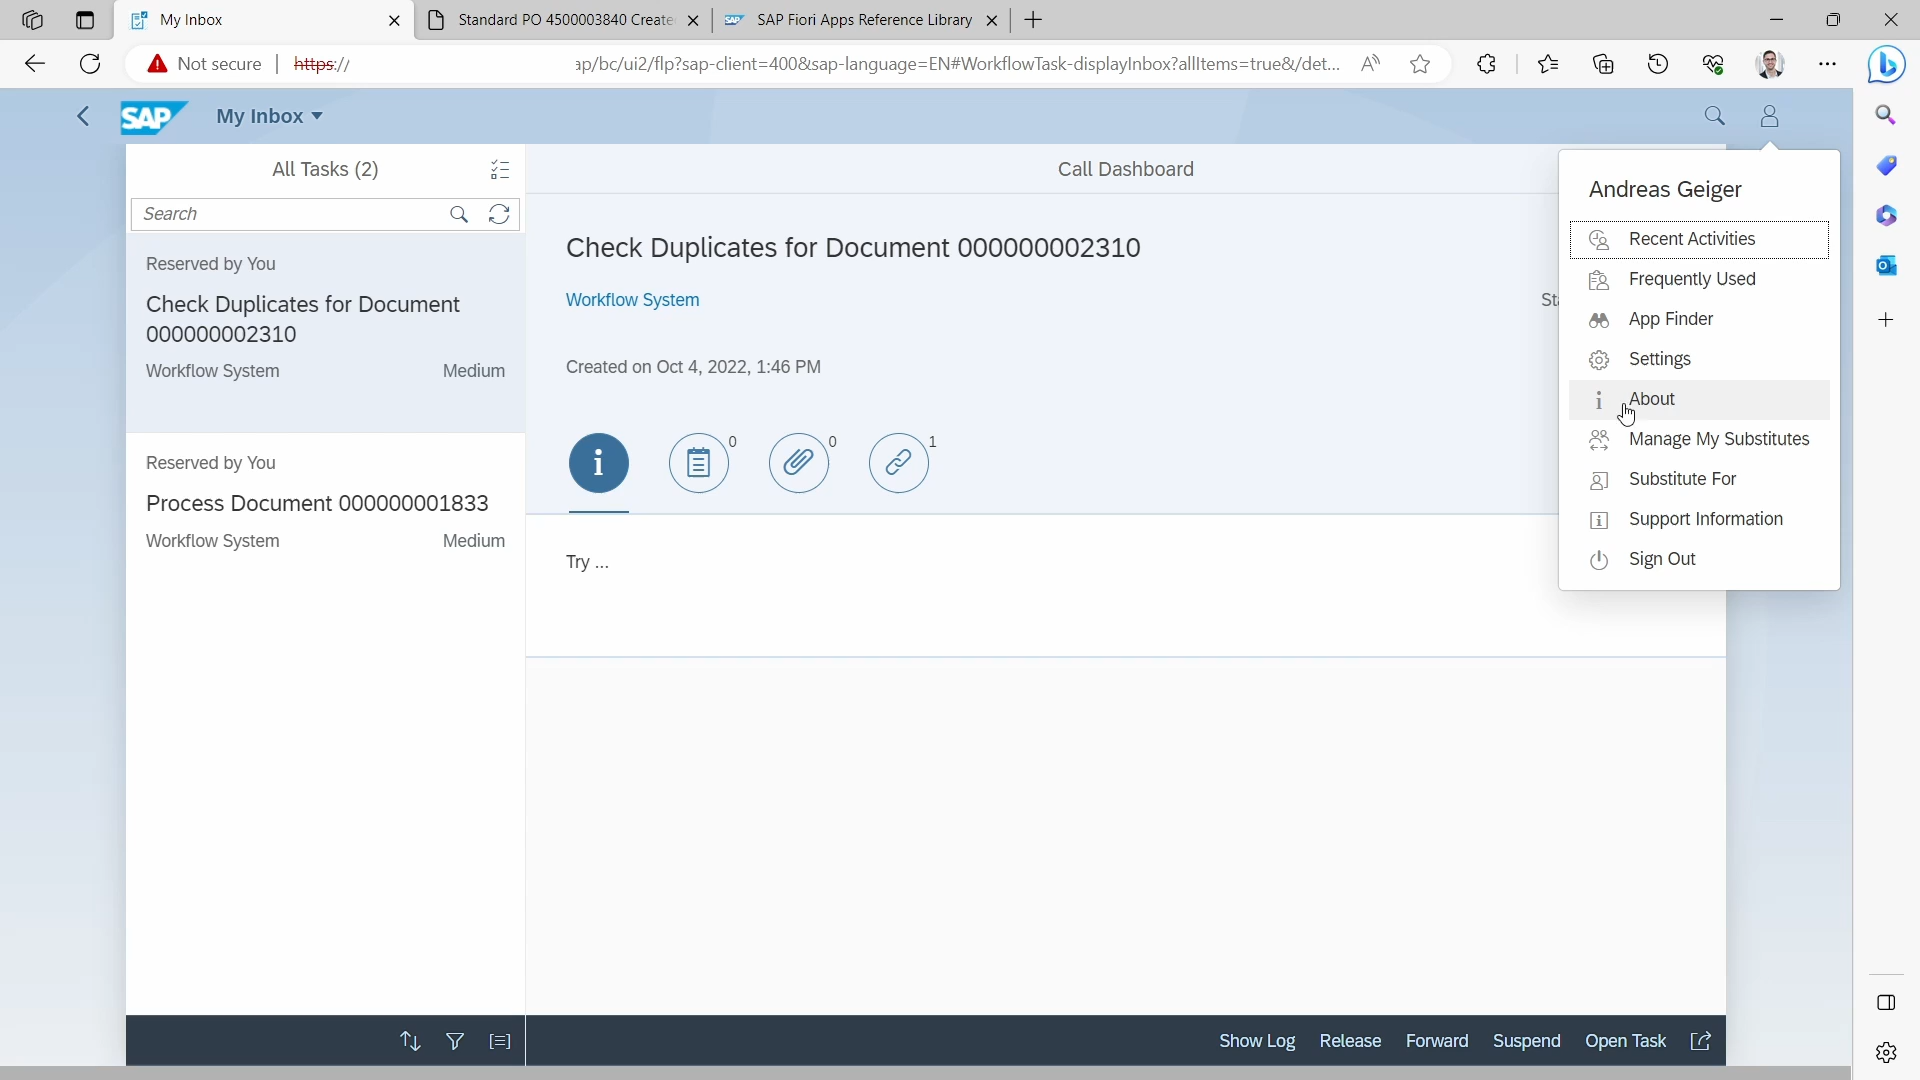 My Inbox
Standard PO 4500003840 Create
SAP Fiori Apps Reference Library
Not secure
https://
ap/bc/ui2/flp?sap-client=400&sap-language=EN#WorkflowTask-displayInbox?allItems=true&/det...
SAP
My Inbox
All Tasks (2)
Call Dashboard
Andreas Geiger
Search
Reserved by You
Check Duplicates for Document
000000002310
Workflow System
Medium
Reserved by You
Process Document 000000001833
Workflow System
Medium
Check Duplicates for Document 000000002310
Workflow System
Created on Oct 4, 2022, 1:46 PM
0
0
1
Try ...
Recent Activities
Frequently Used
App Finder
Settings
About
Manage My Substitutes
Substitute For
Support Information
Sign Out
Show Log
Release
Forward
Suspend
Open Task